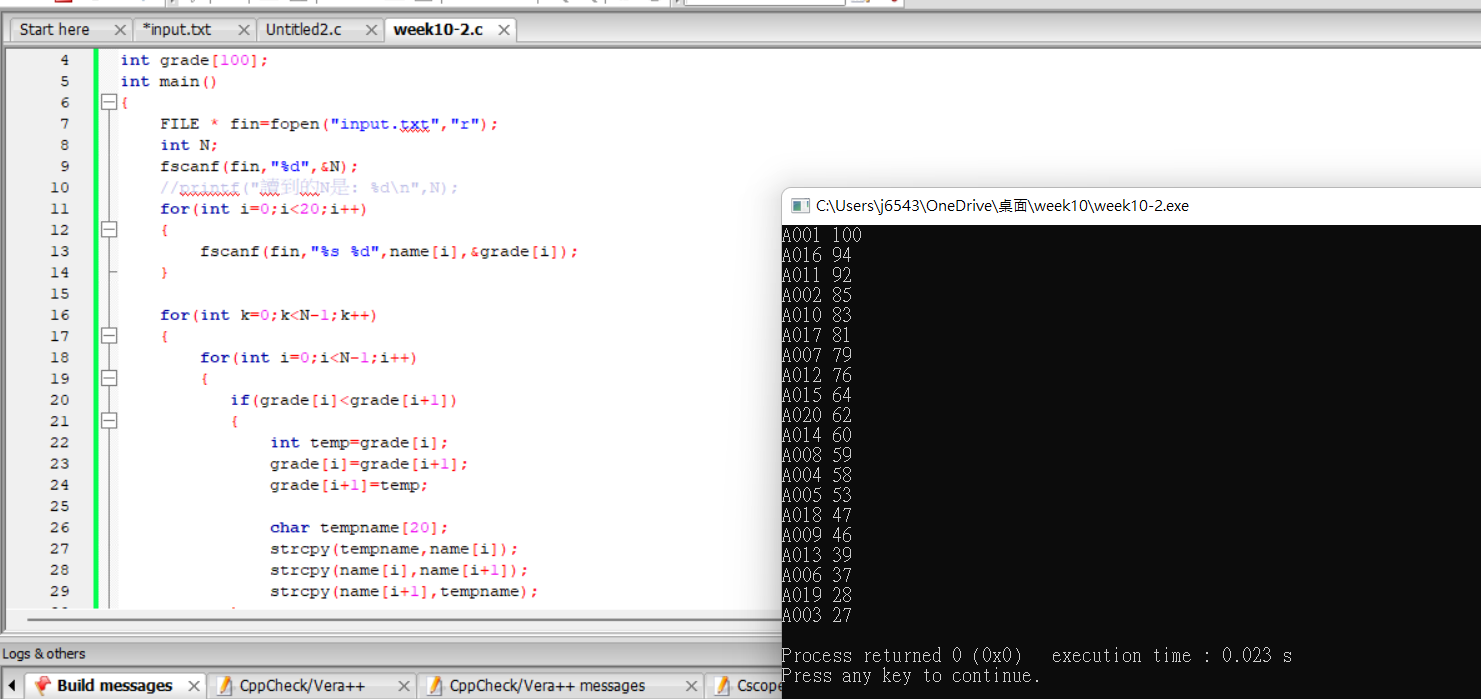 Start here
*input.txt
Untitled2.c
week10-2.c
4 int grade[100];
5 int main()
6 {
7 FILE * fin=fopen("input.txt","r");
8 int N;
9 fscanf(fin,"%d",&N);
10 //printf("讀到的N是: %d\n",N);
11 for(int i=0;i<20;i++)
12 {
13 fscanf(fin,"%s %d",name[i],&grade[i]);
14 }
15
16 for(int k=0;k<N-1;k++)
17 {
18 for(int i=0;i<N-1;i++)
19 {
20 if(grade[i]<grade[i+1])
21 {
22 int temp=grade[i];
23 grade[i]=grade[i+1];
24 grade[i+1]=temp;
25
26 char tempname[20];
27 strcpy(tempname,name[i]);
28 strcpy(name[i],name[i+1]);
29 strcpy(name[i+1],tempname);
C:\Users\j6543\OneDrive\桌面\week10\week10-2.exe
A001 100
A016 94
A011 92
A002 85
A010 83
A017 81
A007 79
A012 76
A015 64
A020 62
A014 60
A008 59
A004 58
A005 53
A018 47
A009 46
A013 39
A006 37
A019 28
A003 27
Process returned 0 (0x0) execution time : 0.023 s
Press any key to continue.
Logs & others
Build messages
CppCheck/Vera++
CppCheck/Vera++ messages
Cscope